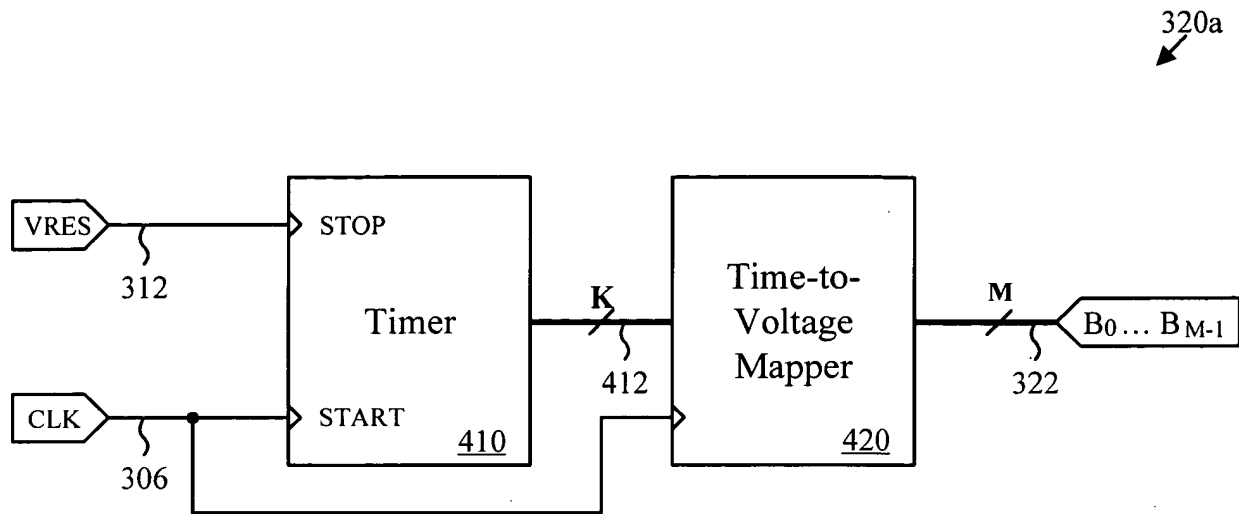 320a
VRES
312
STOP
Timer
K
412
Time-to-
Voltage
Mapper
M
322
B0... BM-1
CLK
306
START
410
420